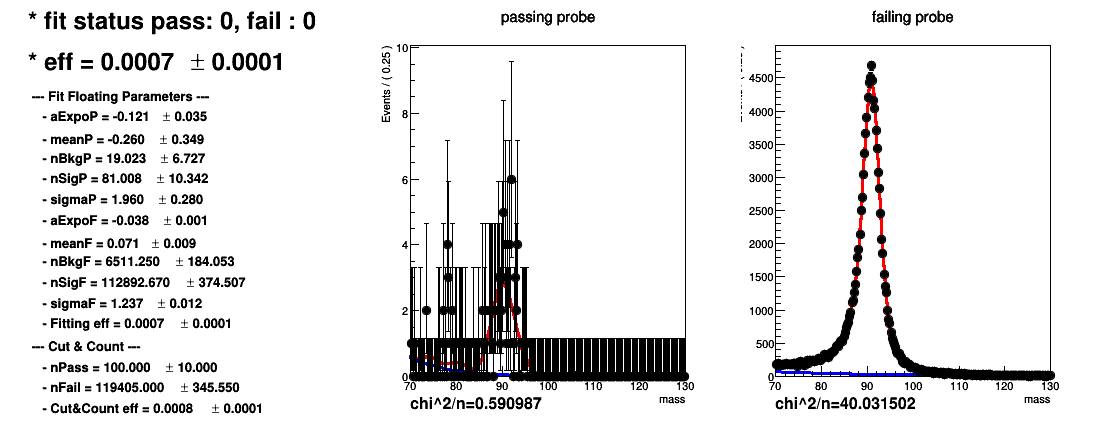 * fit status pass: 0, fail : 0
* eff = 0.0007 ± 0.0001
--- Fit Floating Parameters ---
- aExpoP = -0.121 ± 0.035
- meanP = -0.260 ± 0.349
- nBkgP = 19.023 ± 6.727
- nSigP = 81.008 ± 10.342
- sigmaP = 1.960 ± 0.280
- aExpoF = -0.038 ± 0.001
- meanF = 0.071 ± 0.009
- nBkgF = 6511.250 ± 184.053
- nSigF = 112892.670 ± 374.507
- sigmaF = 1.237 ± 0.012
- Fitting eff = 0.0007 ± 0.0001
--- Cut & Count ---
- nPass = 100.000 ± 10.000
- nFail = 119405.000 ± 345.550
- Cut&Count eff = 0.0008 ± 0.0001
passing probe
Events / ( 0.25 )
10
8
6
4
2
0
70 80 90 100 110 120 130
mass
chi^2/n=0.590987
failing probe
4500
4000
3500
3000
2500
2000
1500
1000
500
0
70 80 90 100 110 120 130
mass
chi^2/n=40.031502